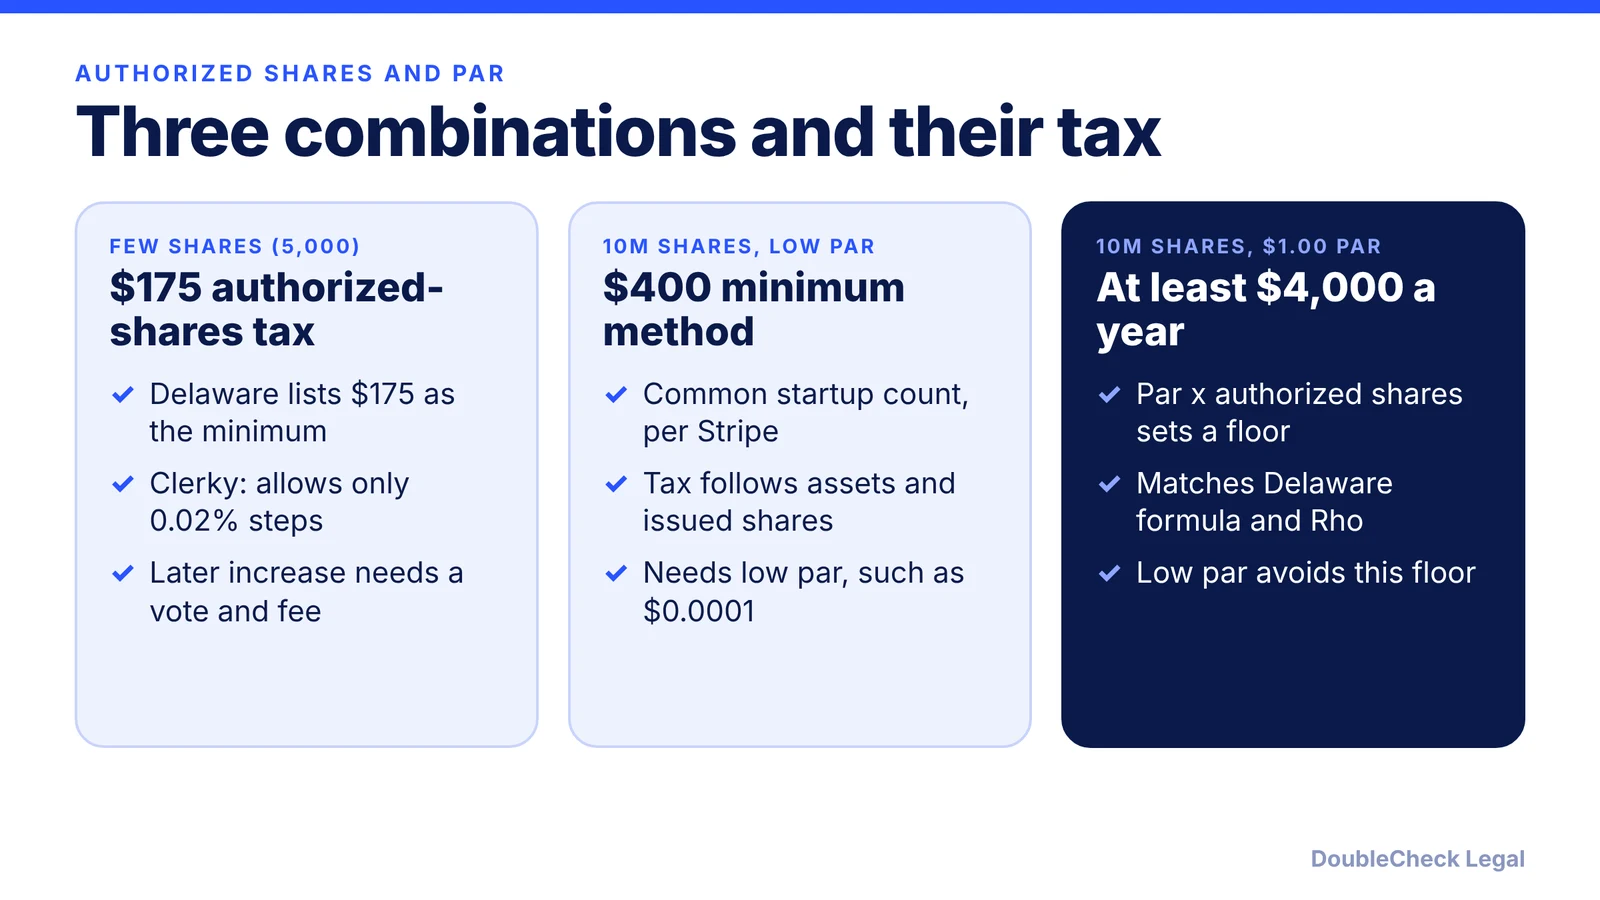 AUTHORIZED SHARES AND PAR
Three combinations and their tax
FEW SHARES (5,000)
$175 authorized-
shares tax
Delaware lists $175 as
the minimum
Clerky: allows only
0.02% steps
Later increase needs a
vote and fee
10M SHARES, LOW PAR
$400 minimum
method
Common startup count,
per Stripe
Tax follows assets and
issued shares
Needs low par, such as
$0.0001
10M SHARES, $1.00 PAR
At least $4,000 a
year
Par x authorized shares
sets a floor
Matches Delaware
formula and Rho
Low par avoids this floor
DoubleCheck Legal